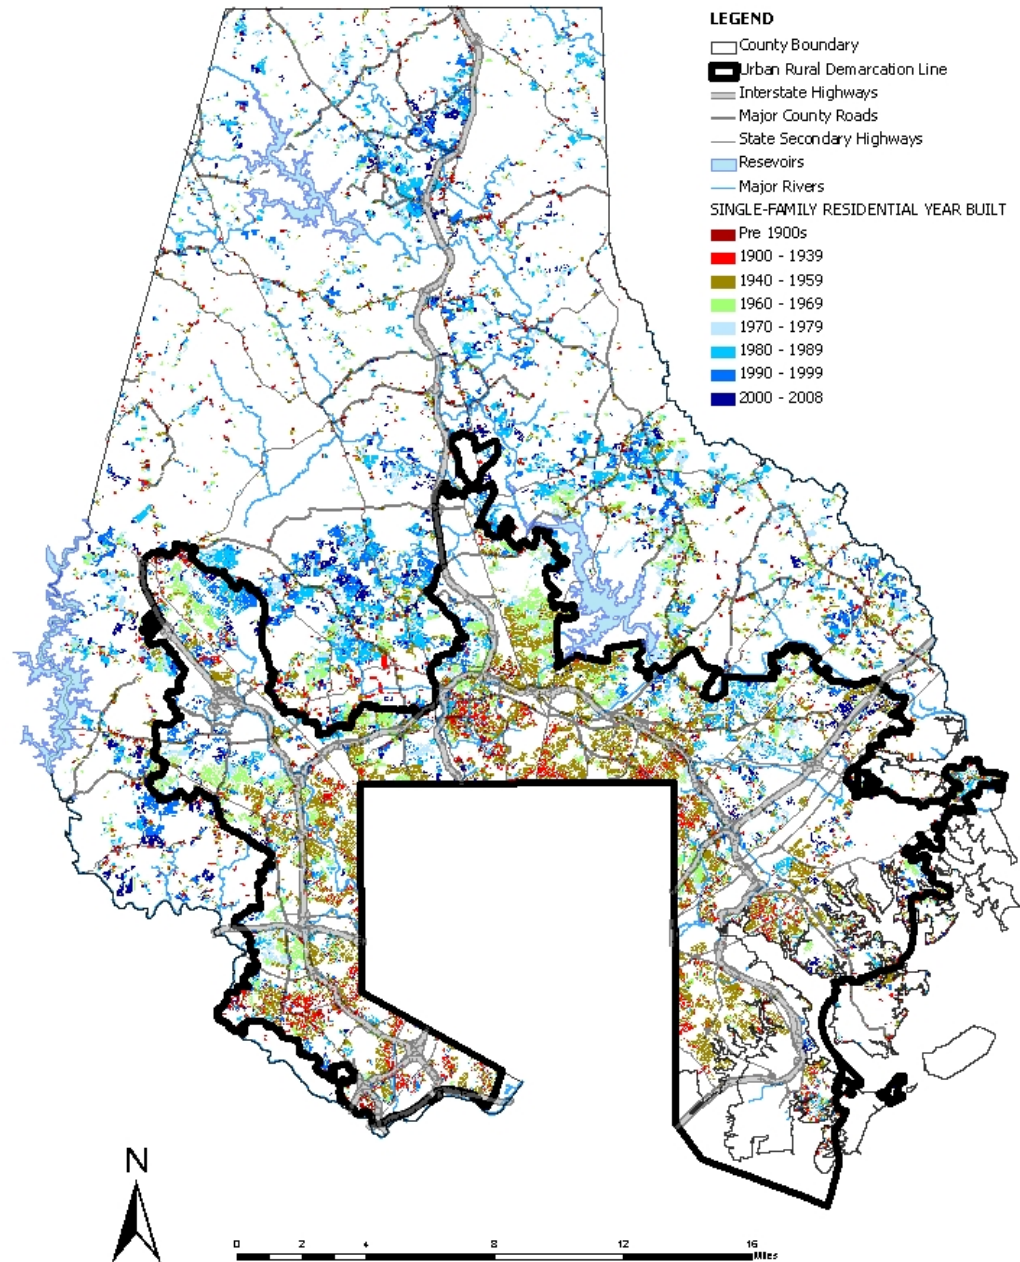 LEGEND
County Boundary
Urban Rural Demarcation Line
Interstate Highways
Major County Roads
State Secondary Highways
Resevoirs
Major Rivers
SINGLE-FAMILY RESIDENTIAL YEAR BUILT
Pre 1900s
1900 - 1939
1940 - 1959
1960 - 1969
1970 - 1979
1980 - 1989
1990 - 1999
2000 - 2008
N
0 2 4 8 12 16
Miles